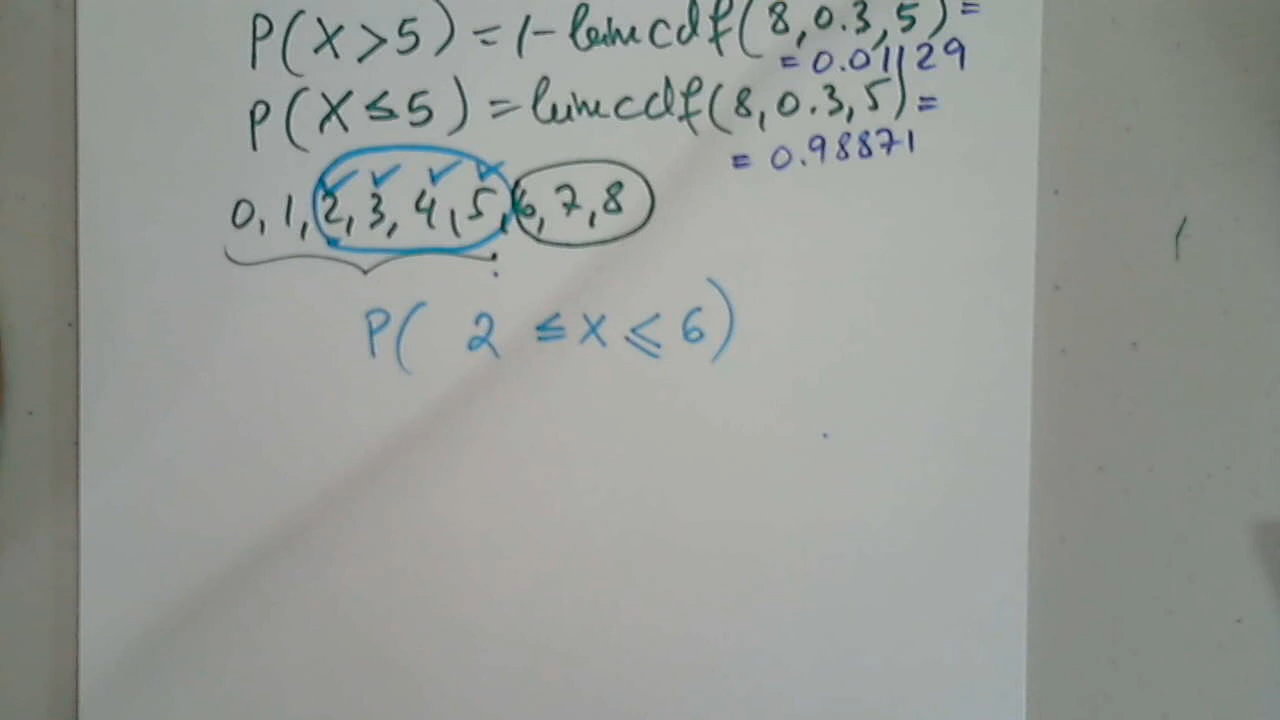 P(X>5) = 1 - binomcdf(8,0.3,5) =
= 0.01129
P(X≤5) = binomcdf(8,0.3,5) =
= 0.98871
0, 1, 2, 3, 4, 5, 6, 7, 8
P( 2 ≤ X ≤ 6)